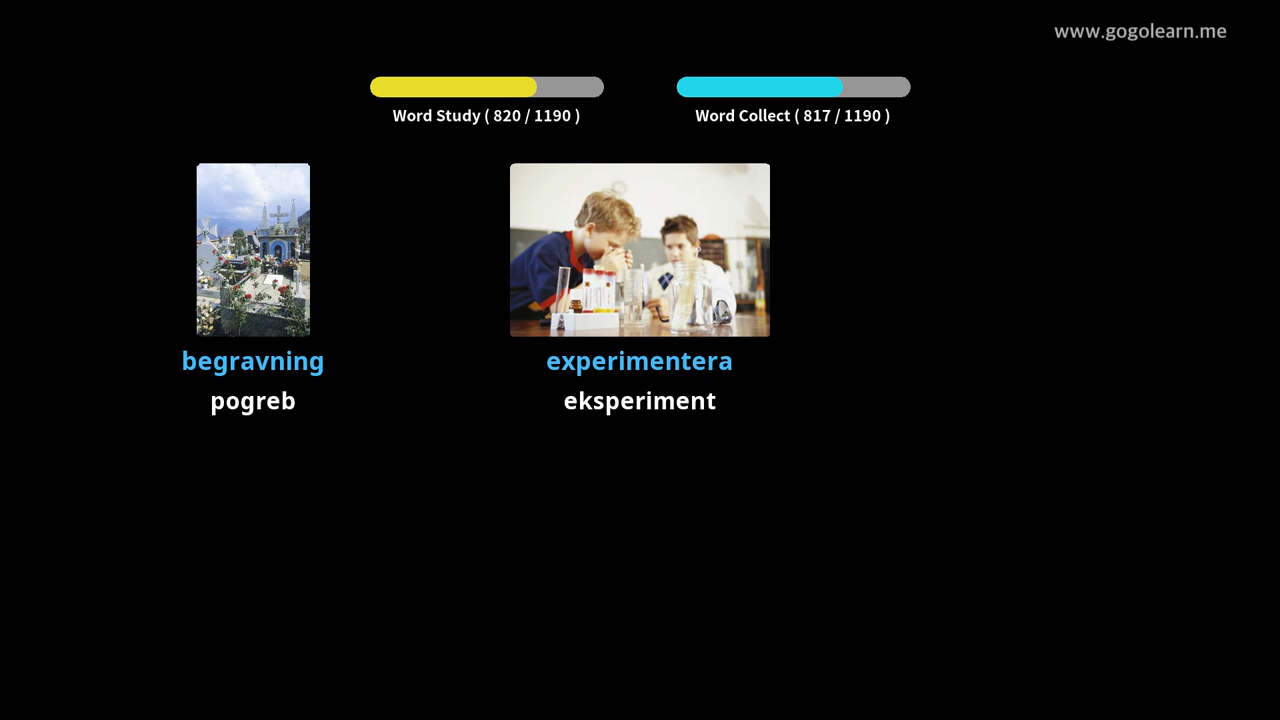 www.gogolearn.me
Word Study ( 820 / 1190 )
Word Collect ( 817 / 1190 )
begravning
experimentera
pogreb
eksperiment